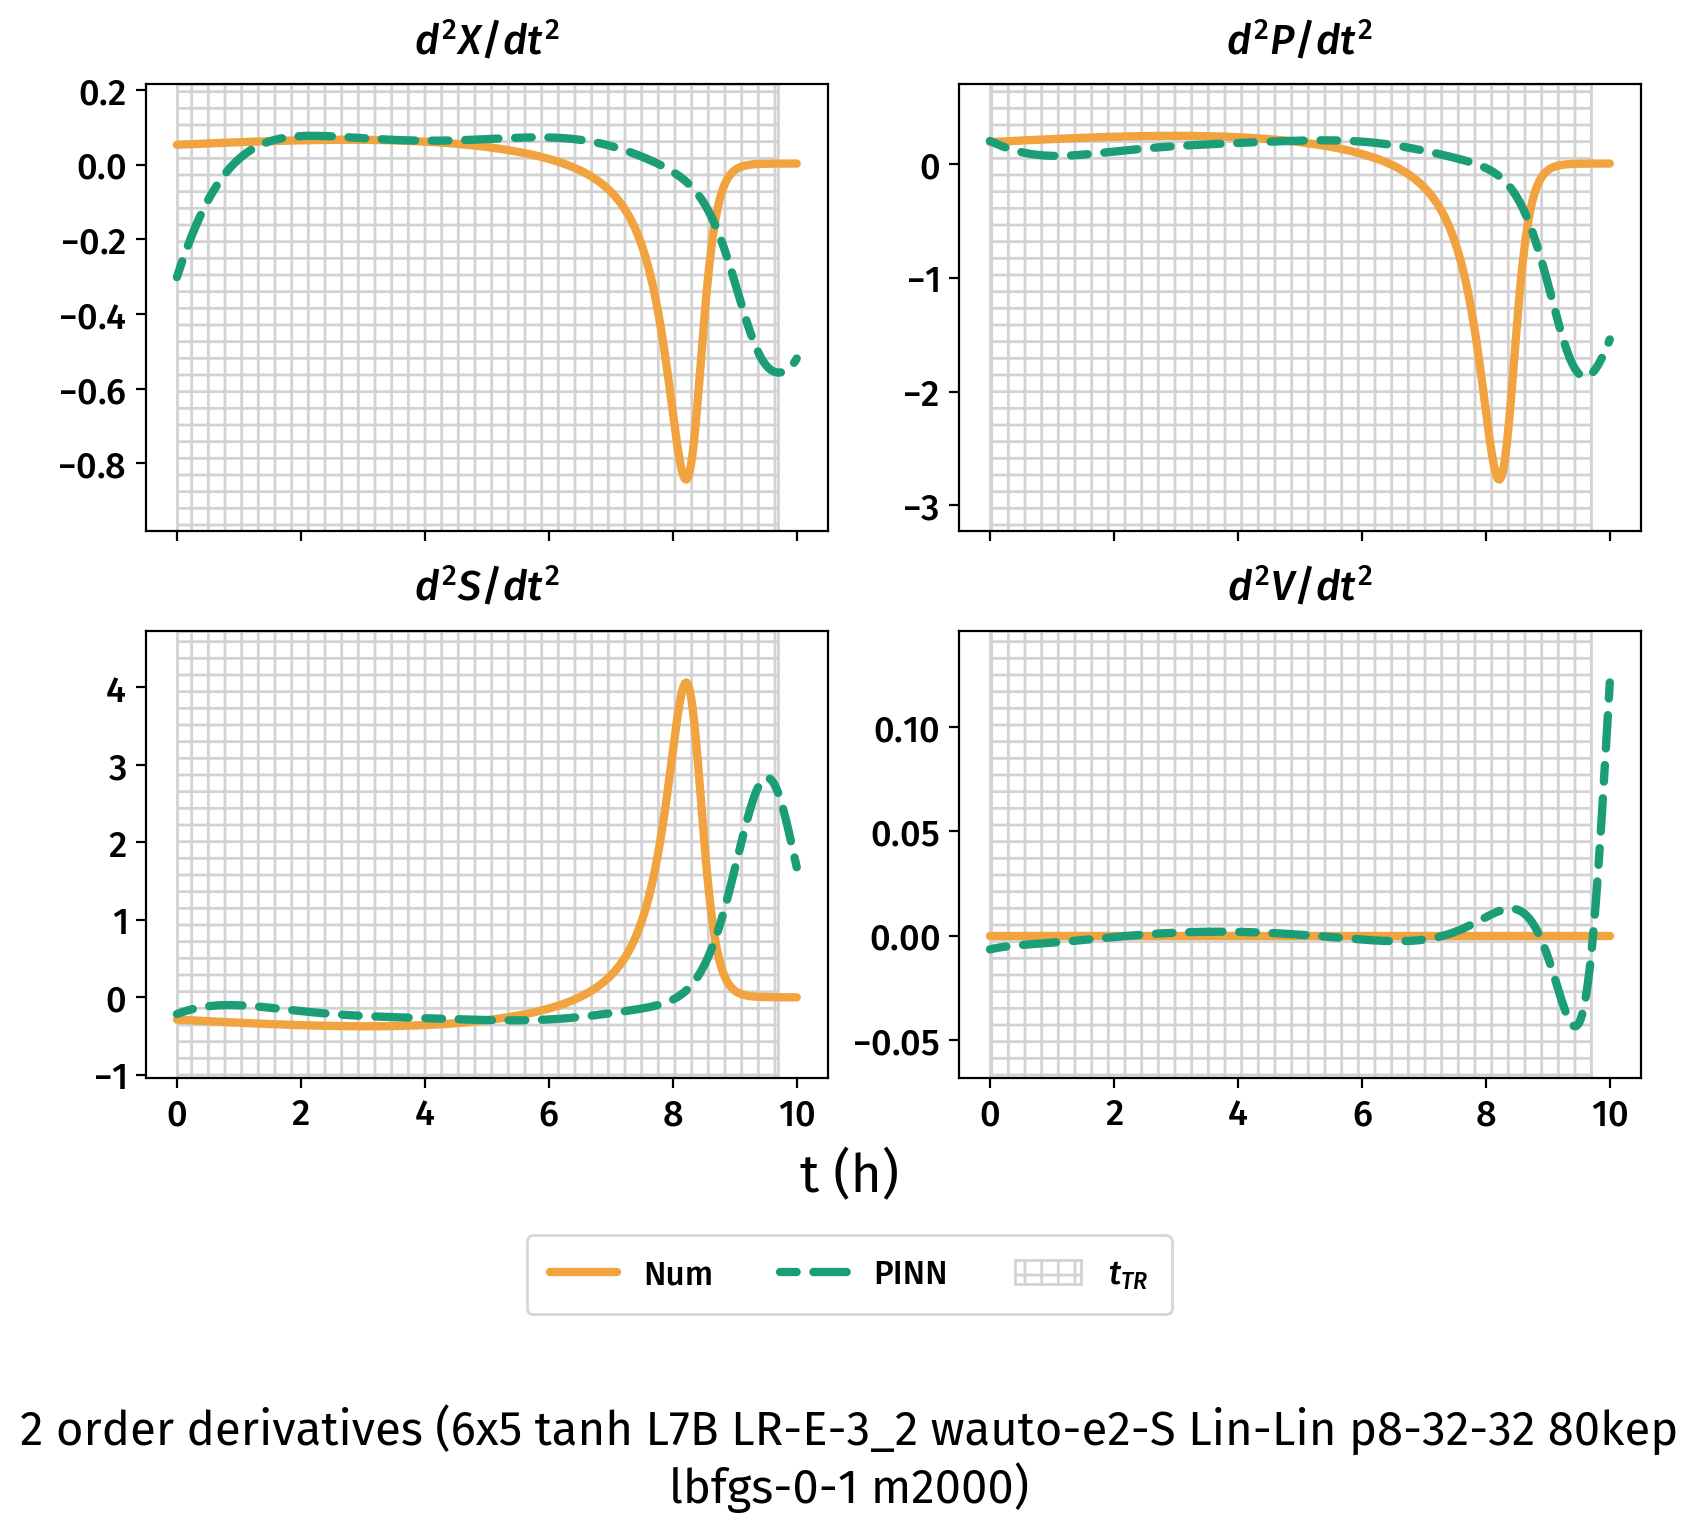 d²X/dt²
d²P/dt²
0.2
0.0
−0.2
−0.4
−0.6
−0.8
0
−1
−2
−3
d²S/dt²
d²V/dt²
4
3
2
1
0
−1
0.10
0.05
0.00
−0.05
0 2 4 6 8 10
0 2 4 6 8 10
t (h)
Num PINN t_TR
2 order derivatives (6x5 tanh L7B LR-E-3_2 wauto-e2-S Lin-Lin p8-32-32 80kep
lbfgs-0-1 m2000)